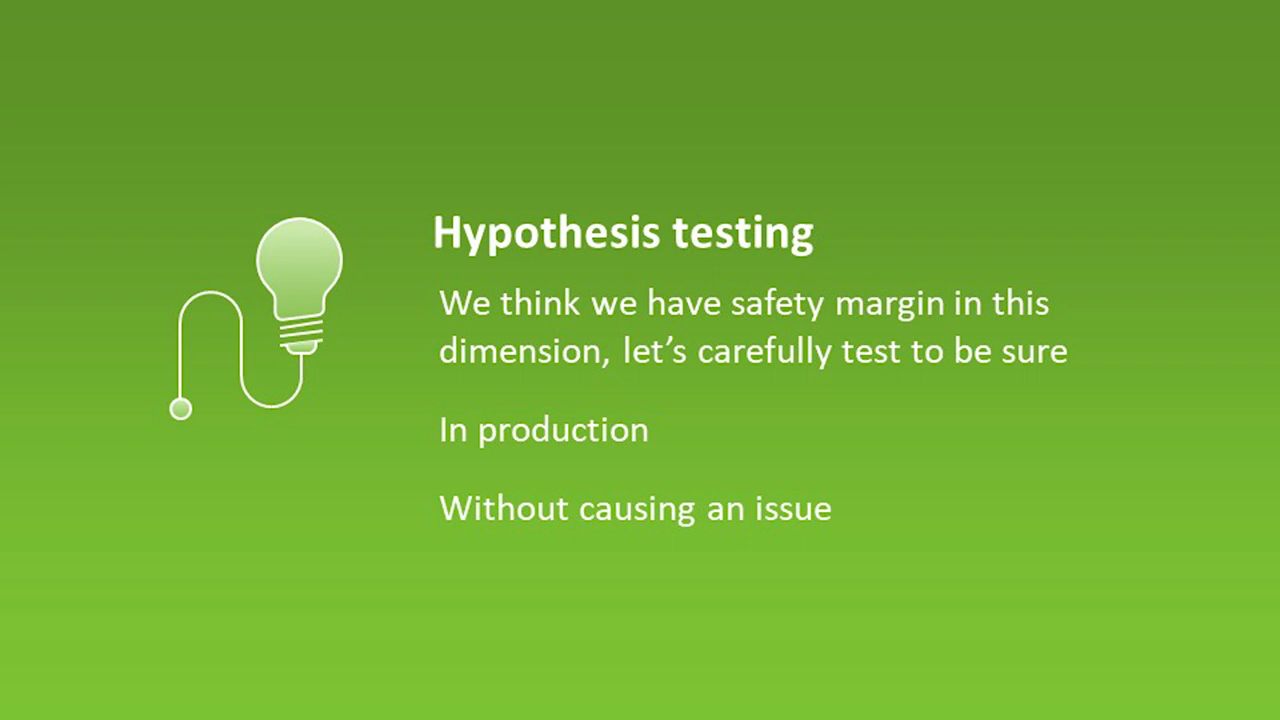 Hypothesis testing
We think we have safety margin in this
dimension, let’s carefully test to be sure
In production
Without causing an issue